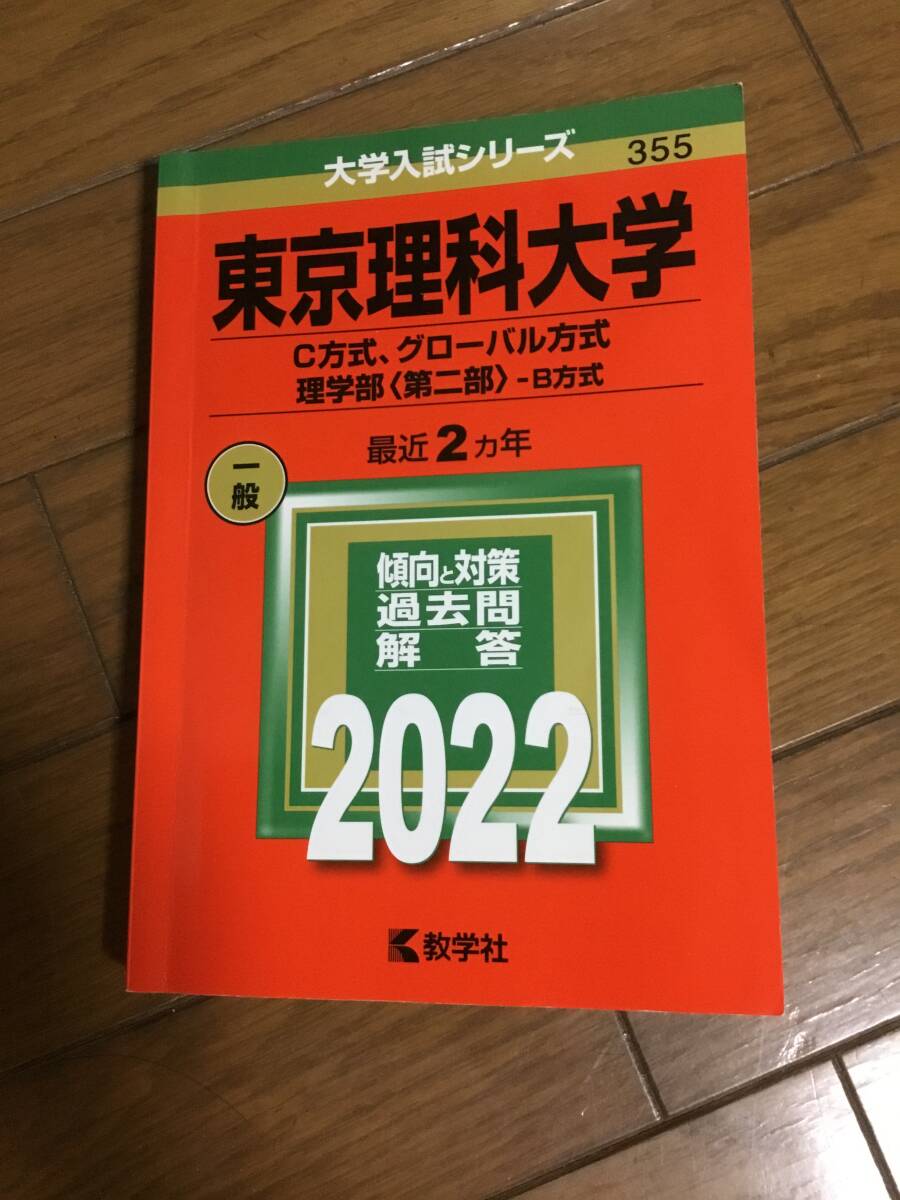 大学入試シリーズ 355
東京理科大学
C方式、グローバル方式
理学部〈第二部〉-B方式
最近2カ年
一般
傾向と対策
過去問
解答
2022
教学社